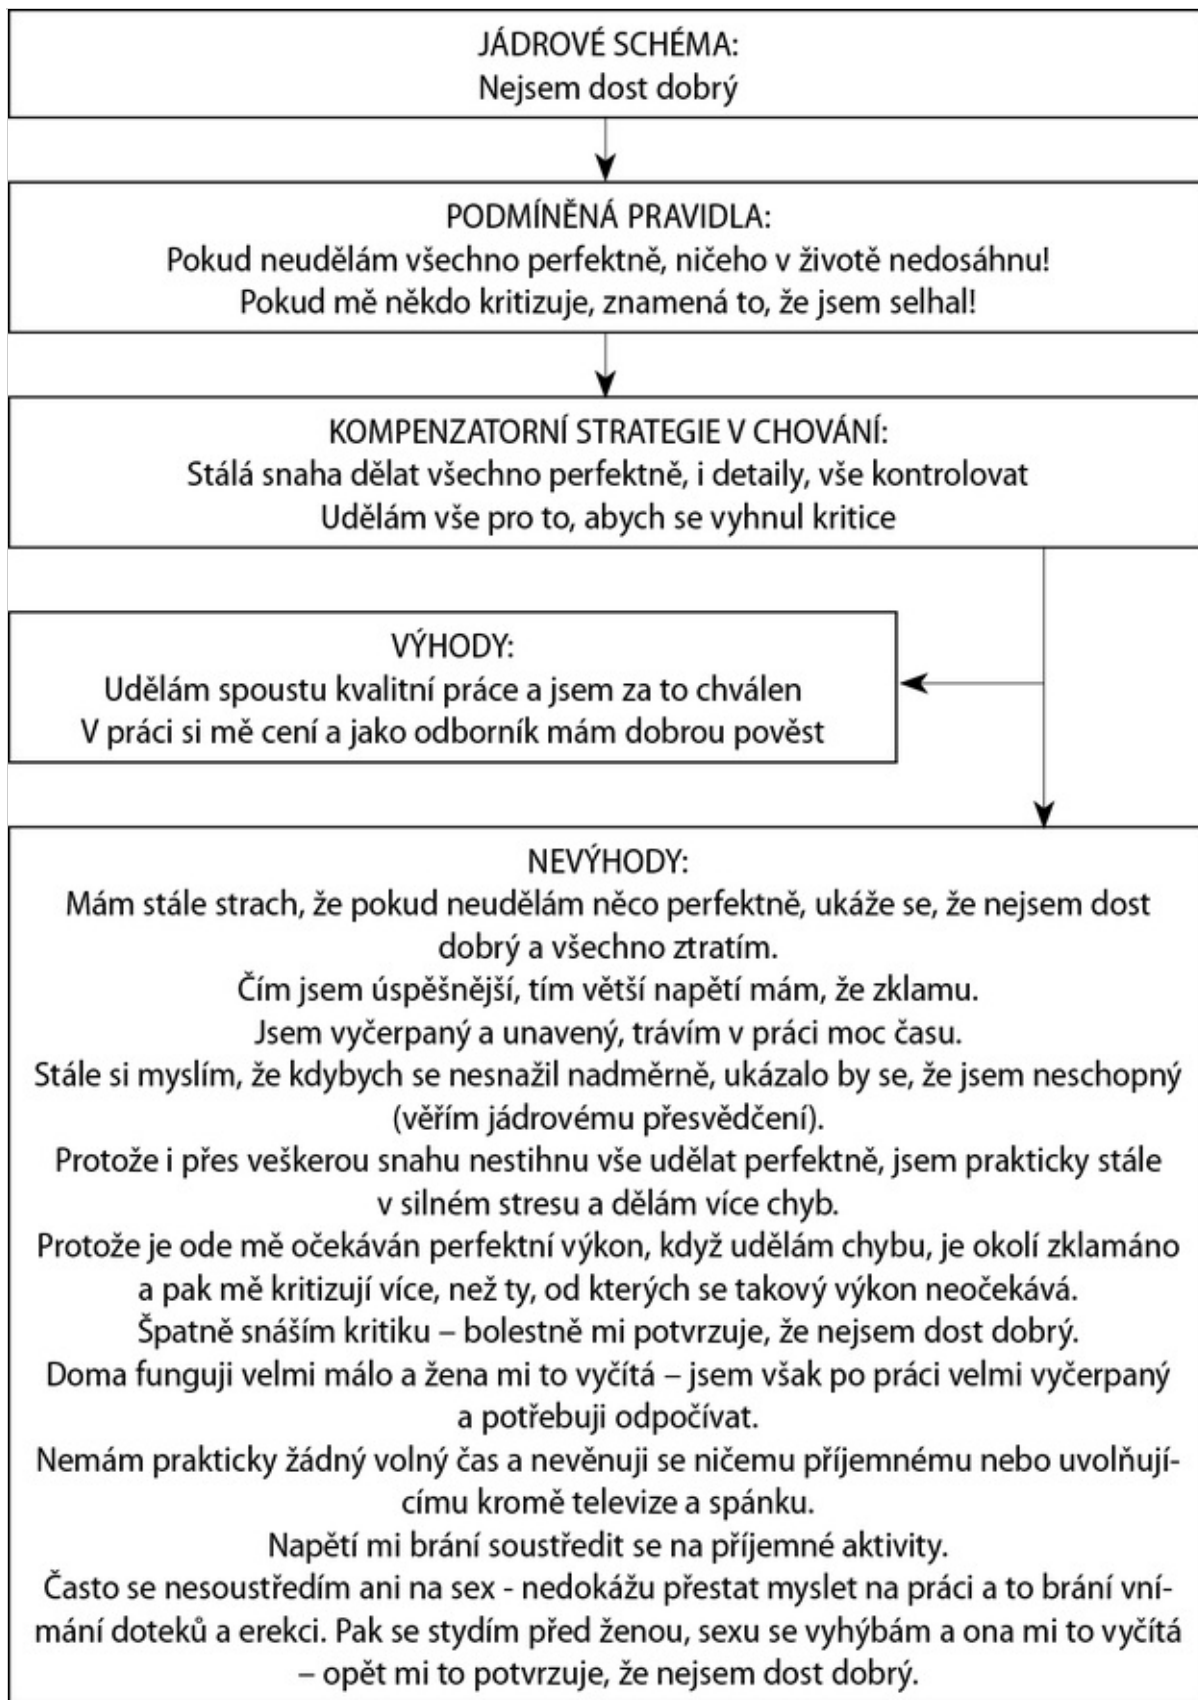 JÁDROVÉ SCHÉMA:
Nejsem dost dobrý
PODMÍNĚNÁ PRAVIDLA:
Pokud neudělám všechno perfektně, ničeho v životě nedosáhnu!
Pokud mě někdo kritizuje, znamená to, že jsem selhal!
KOMPENZATORNÍ STRATEGIE V CHOVÁNÍ:
Stálá snaha dělat všechno perfektně, i detaily, vše kontrolovat
Udělám vše pro to, abych se vyhnul kritice
VÝHODY:
Udělám spoustu kvalitní práce a jsem za to chválen
V práci si mě cení a jako odborník mám dobrou pověst
NEVÝHODY:
Mám stále strach, že pokud neudělám něco perfektně, ukáže se, že nejsem dost
dobrý a všechno ztratím.
Čím jsem úspěšnější, tím větší napětí mám, že zklamu.
Jsem vyčerpaný a unavený, trávím v práci moc času.
Stále si myslím, že kdybych se nesnažil nadměrně, ukázalo by se, že jsem neschopný
(věřím jádrovému přesvědčení).
Protože i přes veškerou snahu nestihnu vše udělat perfektně, jsem prakticky stále
v silném stresu a dělám více chyb.
Protože je ode mě očekáván perfektní výkon, když udělám chybu, je okolí zklamáno
a pak mě kritizují více, než ty, od kterých se takový výkon neočekává.
Špatně snáším kritiku – bolestně mi potvrzuje, že nejsem dost dobrý.
Doma funguji velmi málo a žena mi to vyčítá – jsem však po práci velmi vyčerpaný
a potřebuji odpočívat.
Nemám prakticky žádný volný čas a nevěnuji se ničemu příjemnému nebo uvolňují-
címu kromě televize a spánku.
Napětí mi brání soustředit se na příjemné aktivity.
Často se nesoustředím ani na sex - nedokážu přestat myslet na práci a to brání vní-
mání doteků a erekci. Pak se stydím před ženou, sexu se vyhýbám a ona mi to vyčítá
– opět mi to potvrzuje, že nejsem dost dobrý.